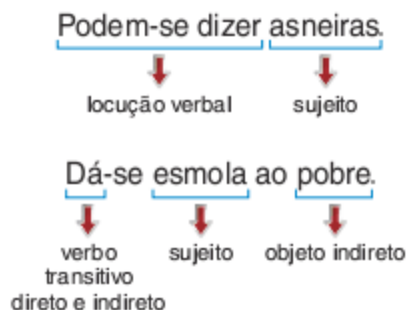 Podem-se dizer asneiras.
locução verbal sujeito
Dá-se esmola ao pobre.
verbo sujeito objeto indireto
transitivo
direto e indireto